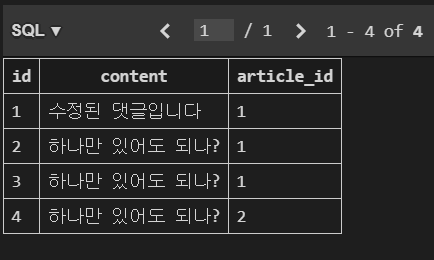 SQL ▼ < 1 / 1 > 1 - 4 of 4
id content article_id
1 수정된 댓글입니다 1
2 하나만 있어도 되나? 1
3 하나만 있어도 되나? 1
4 하나만 있어도 되나? 2